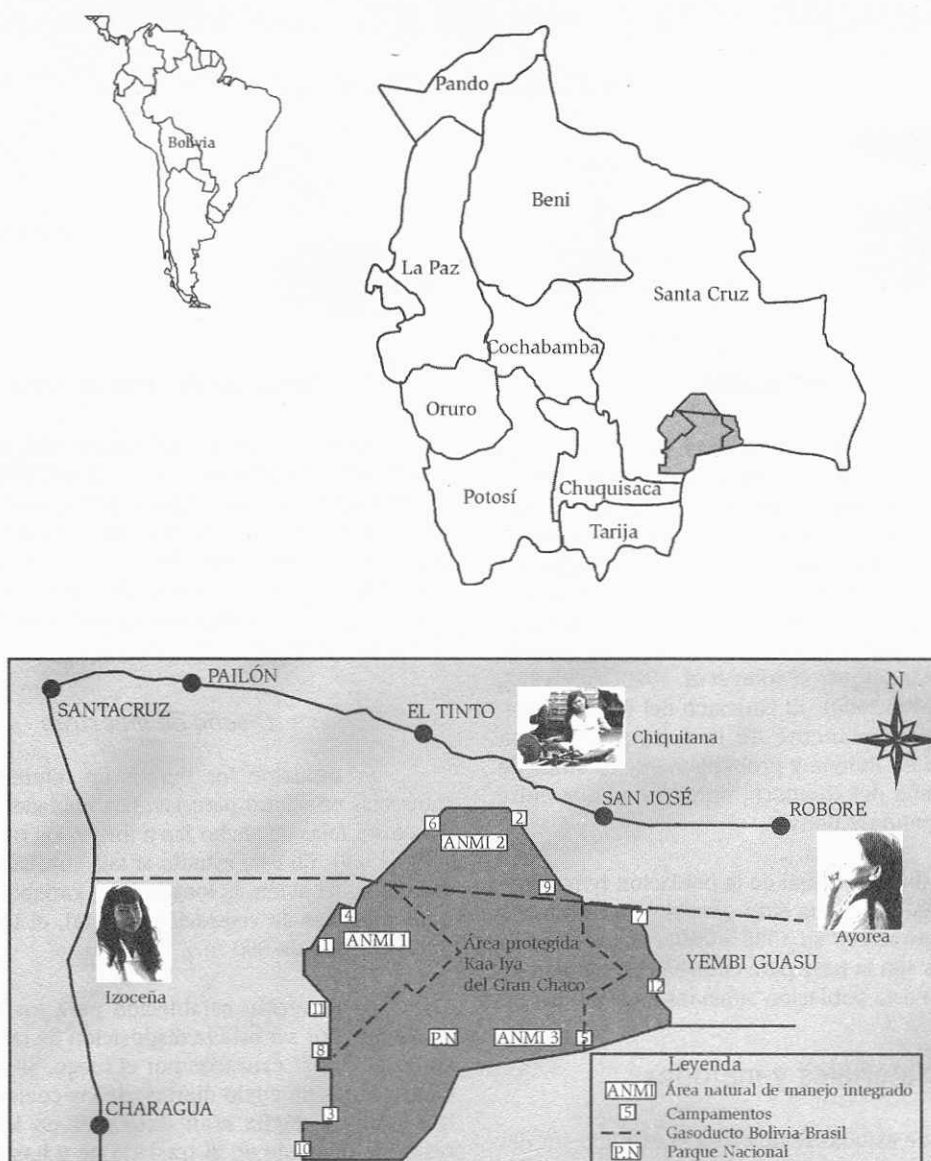 Bolivia
Pando
Beni
La Paz
Santa Cruz
Cochabamba
Oruro
Potosí
Chuquisaca
Tarija
PAILÓN
SANTACRUZ
EL TINTO
Chiquitana
N
SAN JOSÉ
ROBORE
6
2
ANMI 2
9
4
7
1
ANMI 1
Área protegida
Kaa-Iya
del Gran Chaco
Ayorea
YEMBI GUASU
Izoceña
12
11
8
P.N
ANMI 3
5
3
CHARAGUA
10
Leyenda
ANMI Área natural de manejo integrado
5 Campamentos
Gasoducto Bolivia-Brasil
P.N Parque Nacional